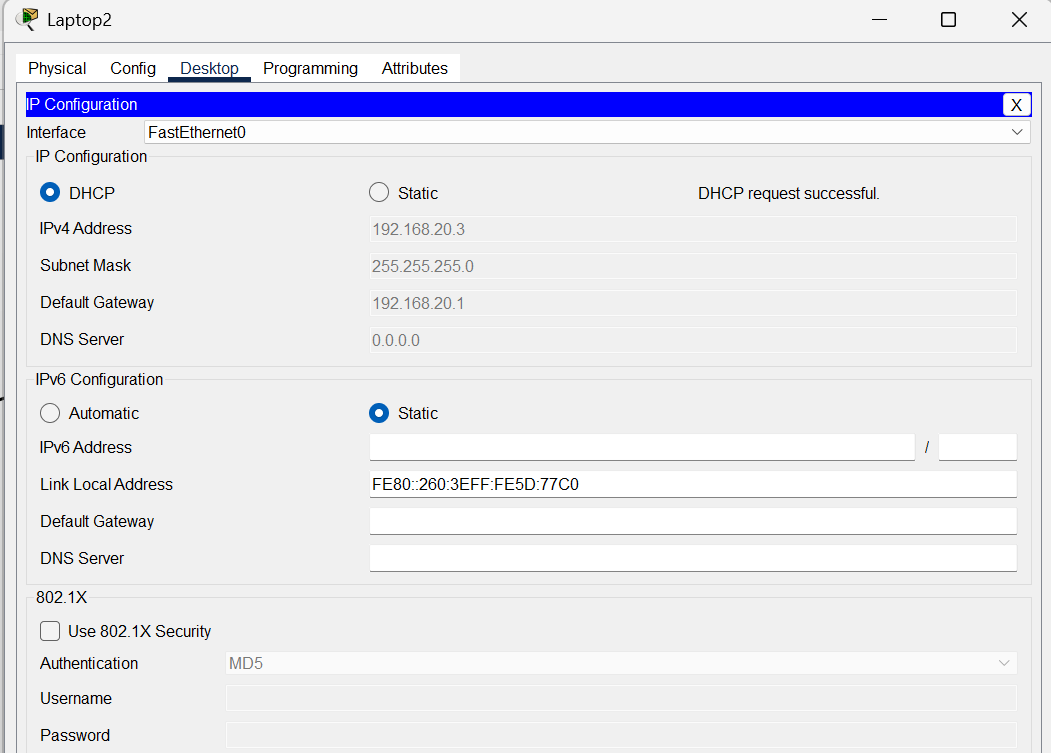 Laptop2
Physical Config Desktop Programming Attributes
IP Configuration X
Interface FastEthernet0
IP Configuration
DHCP Static DHCP request successful.
IPv4 Address 192.168.20.3
Subnet Mask 255.255.255.0
Default Gateway 192.168.20.1
DNS Server 0.0.0.0
IPv6 Configuration
Automatic Static
IPv6 Address /
Link Local Address FE80::260:3EFF:FE5D:77C0
Default Gateway
DNS Server
802.1X
Use 802.1X Security
Authentication MD5
Username
Password